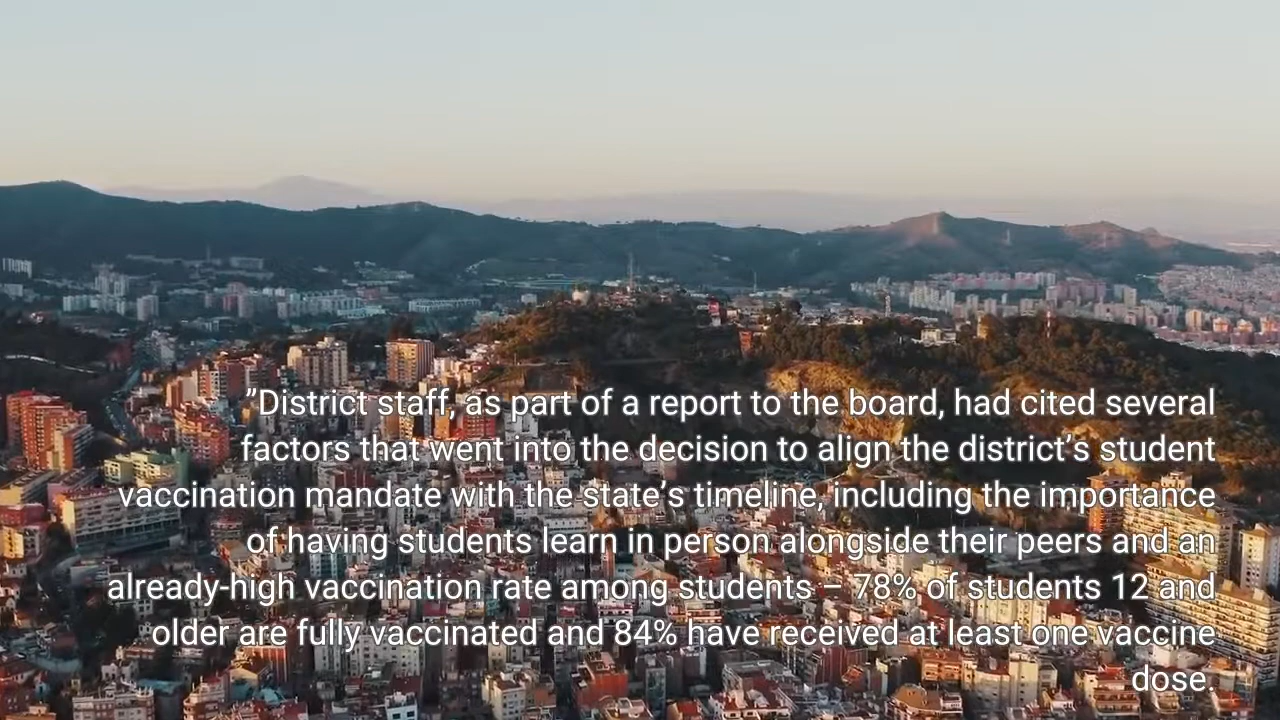 ”District staff, as part of a report to the board, had cited several
factors that went into the decision to align the district’s student
vaccination mandate with the state’s timeline, including the importance
of having students learn in person alongside their peers and an
already-high vaccination rate among students – 78% of students 12 and
older are fully vaccinated and 84% have received at least one vaccine
dose.